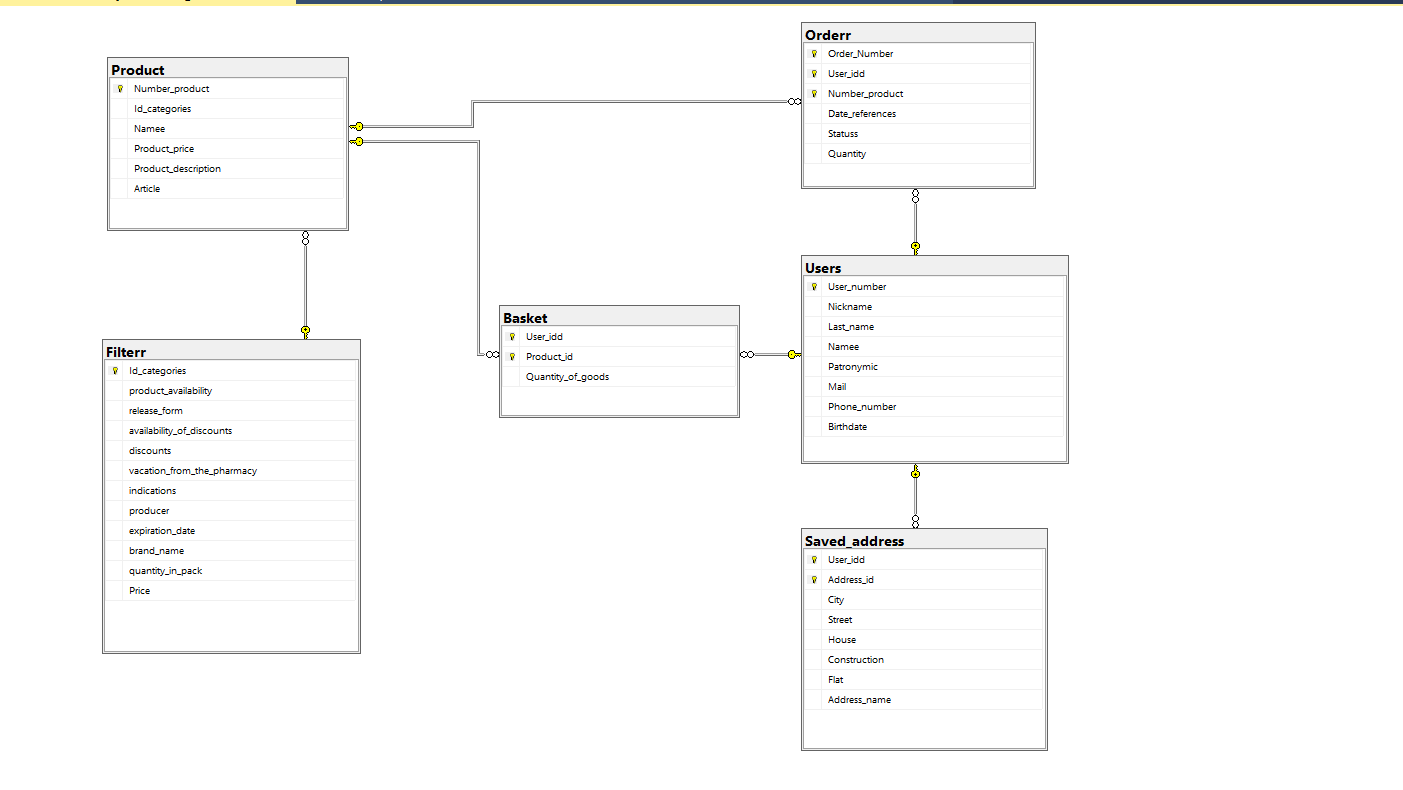 Product
Number_product
Id_categories
Namee
Product_price
Product_description
Article
Orderr
Order_Number
User_idd
Number_product
Date_references
Statuss
Quantity
Filterr
Id_categories
product_availability
release_form
availability_of_discounts
discounts
vacation_from_the_pharmacy
indications
producer
expiration_date
brand_name
quantity_in_pack
Price
Basket
User_idd
Product_id
Quantity_of_goods
Users
User_number
Nickname
Last_name
Namee
Patronymic
Mail
Phone_number
Birthdate
Saved_address
User_idd
Address_id
City
Street
House
Construction
Flat
Address_name